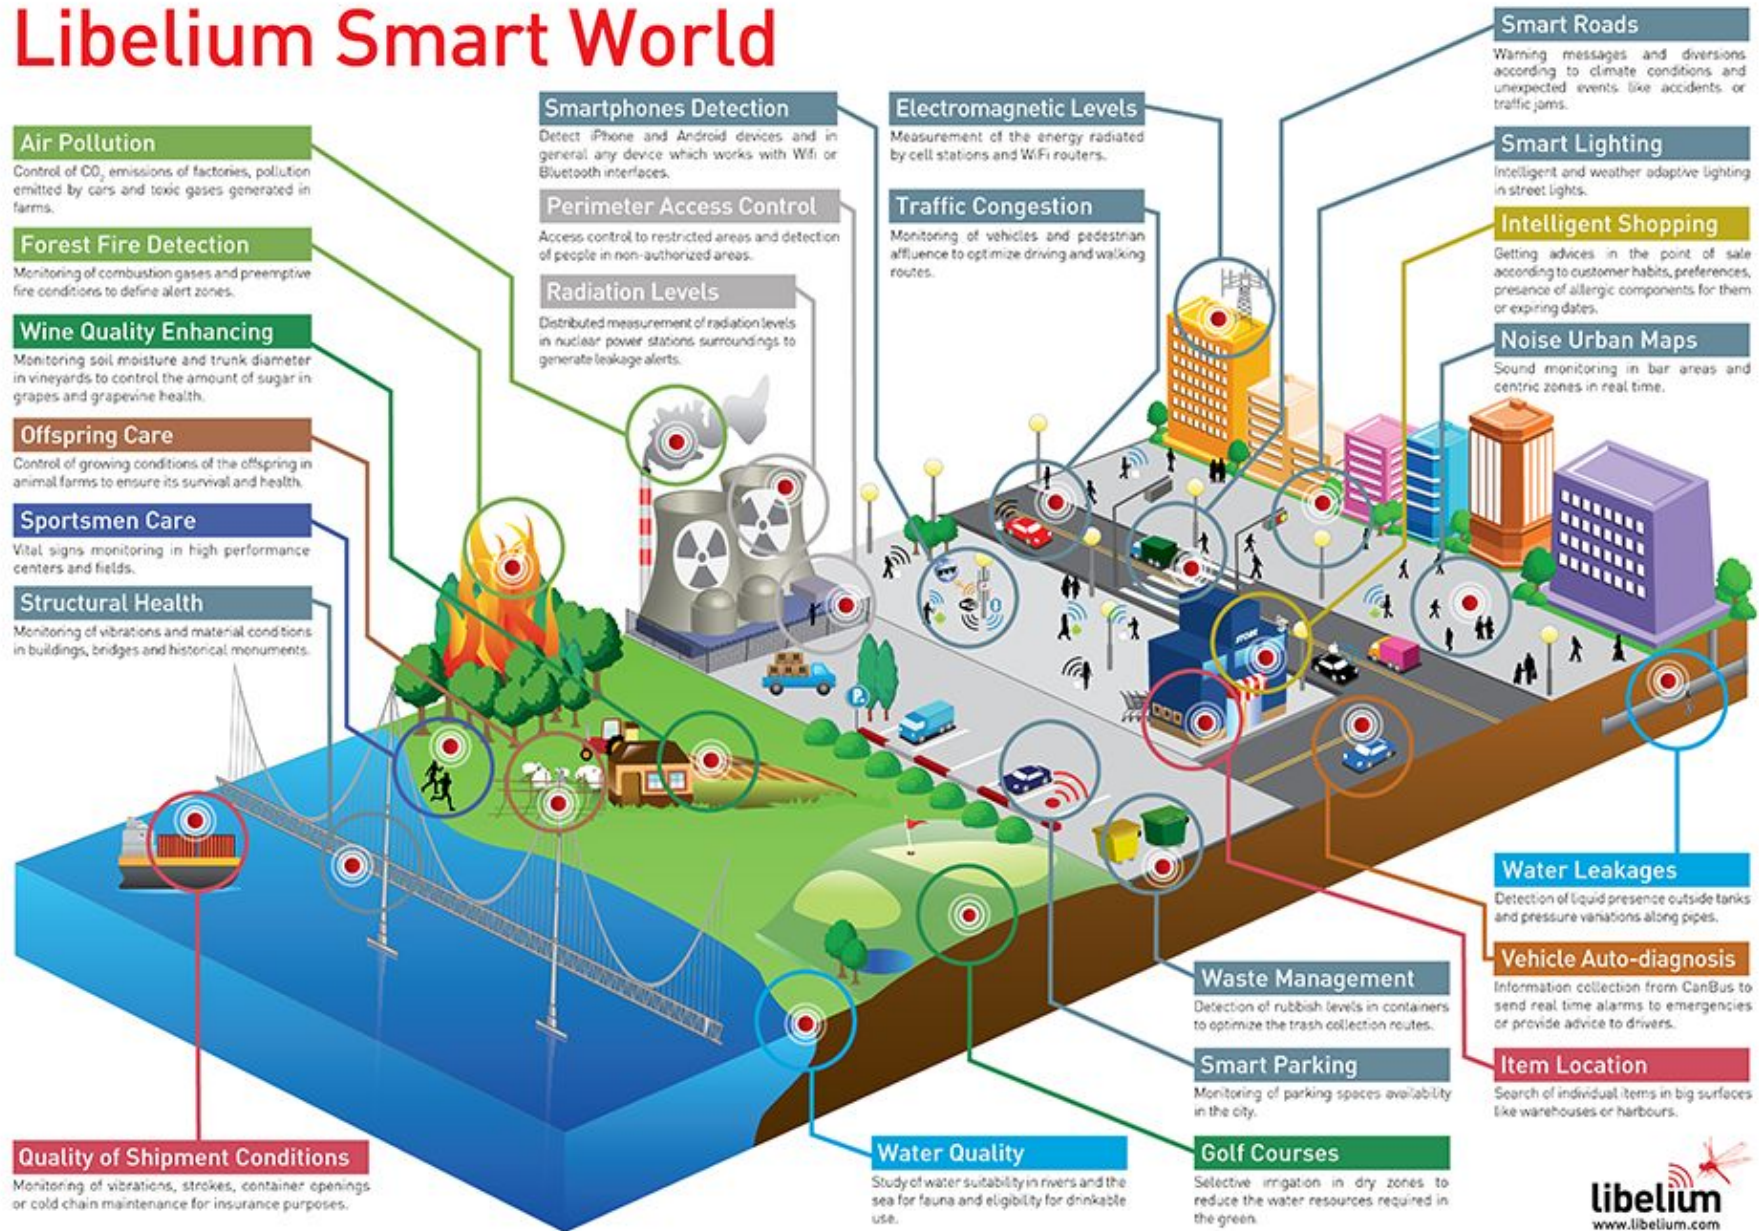 Libelium Smart World
Air Pollution
Control of CO₂ emissions of factories, pollution
emitted by cars and toxic gases generated in
farms.
Forest Fire Detection
Monitoring of combustion gases and preemptive
fire conditions to define alert zones.
Wine Quality Enhancing
Monitoring soil moisture and trunk diameter
in vineyards to control the amount of sugar in
grapes and grapevine health.
Offspring Care
Control of growing conditions of the offspring in
animal farms to ensure its survival and health.
Sportsmen Care
Vital signs monitoring in high performance
centers and fields.
Structural Health
Monitoring of vibrations and material conditions
in buildings, bridges and historical monuments.
Quality of Shipment Conditions
Monitoring of vibrations, strokes, container openings
or cold chain maintenance for insurance purposes.
Smartphones Detection
Detect iPhone and Android devices and in
general any device which works with Wifi or
Bluetooth interfaces.
Perimeter Access Control
Access control to restricted areas and detection
of people in non-authorized areas.
Radiation Levels
Distributed measurement of radiation levels
in nuclear power stations surroundings to
generate leakage alerts.
Electromagnetic Levels
Measurement of the energy radiated
by cell stations and WiFi routers.
Traffic Congestion
Monitoring of vehicles and pedestrian
affluence to optimize driving and walking
routes.
Smart Roads
Warning messages and diversions
according to climate conditions and
unexpected events like accidents or
traffic jams.
Smart Lighting
Intelligent and weather adaptive lighting
in street lights.
Intelligent Shopping
Getting advices in the point of sale
according to customer habits, preferences,
presence of allergic components for them
or expiring dates.
Noise Urban Maps
Sound monitoring in bar areas and
centric zones in real time.
P.
STORE
Water Leakages
Detection of liquid presence outside tanks
and pressure variations along pipes.
Vehicle Auto-diagnosis
Information collection from CanBus to
send real time alarms to emergencies
or provide advice to drivers.
Item Location
Search of individual items in big surfaces
like warehouses or harbours.
Waste Management
Detection of rubbish levels in containers
to optimize the trash collection routes.
Smart Parking
Monitoring of parking spaces availability
in the city.
Golf Courses
Selective irrigation in dry zones to
reduce the water resources required in
the green.
Water Quality
Study of water suitability in rivers and the
sea for fauna and eligibility for drinkable
use.
libelium
www.libelium.com